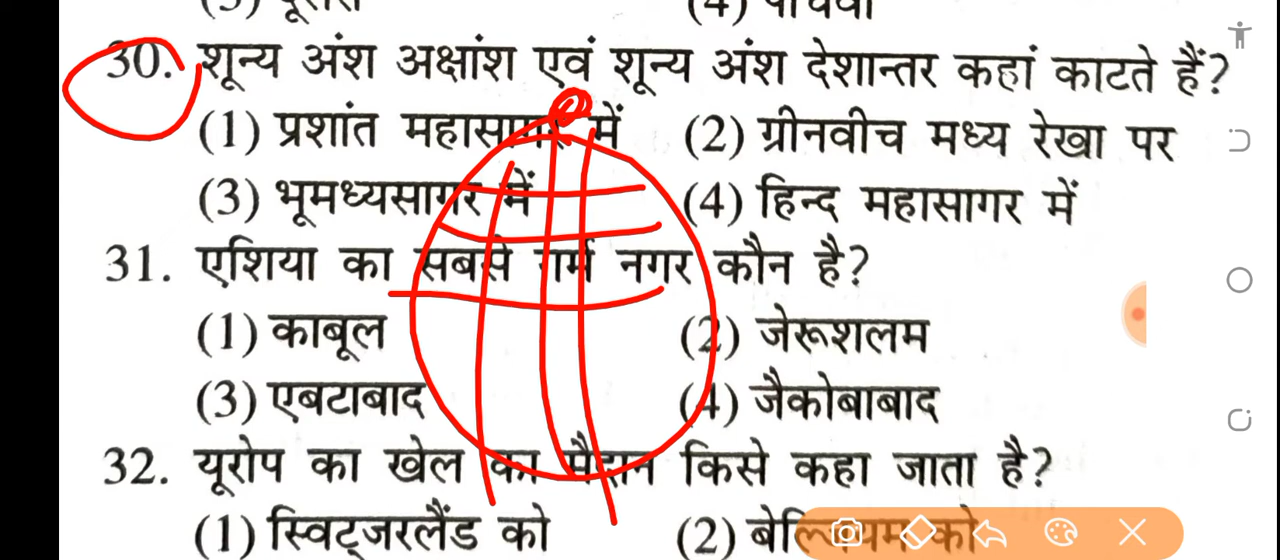 30. शून्य अंश अक्षांश एवं शून्य अंश देशान्तर कहां काटते हैं?
(1) प्रशांत महासागर में (2) ग्रीनवीच मध्य रेखा पर
(3) भूमध्यसागर में (4) हिन्द महासागर में
31. एशिया का सबसे गर्म नगर कौन है?
(1) काबूल (2) जेरूशलम
(3) एबटाबाद (4) जैकोबाबाद
32. यूरोप का खेल का मैदान किसे कहा जाता है?
(1) स्विट्जरलैंड को (2) बेल्जियम को